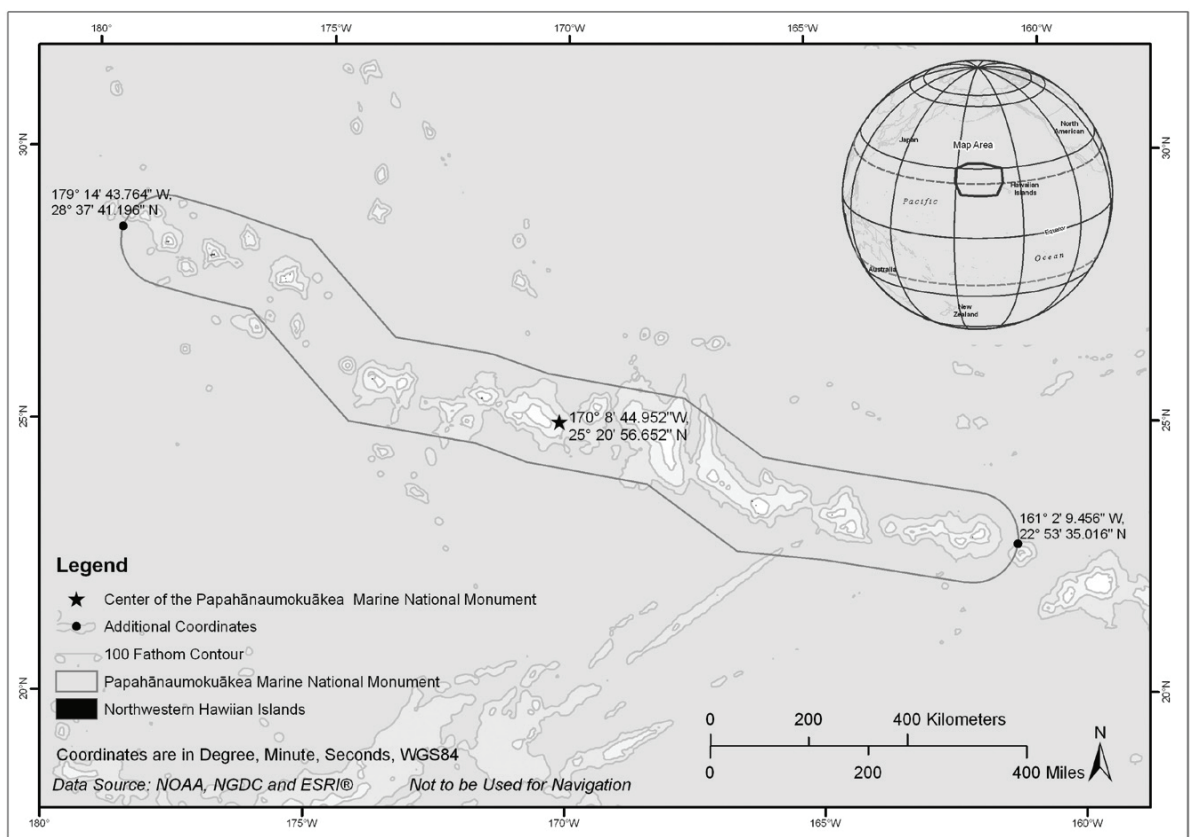 180° 175°W 170°W 165°W 160°W
30°N 30°N
Japan
North
American
Map Area
Hawaiian
Islands
Pacific
Equator
Ocean
Australia
New
Zealand
179° 14' 43.764" W,
28° 37' 41.196" N
25°N 25°N
170° 8' 44.952"W,
25° 20' 56.652" N
161° 2' 9.456" W,
22° 53' 35.016" N
Legend
Center of the Papahānaumokuākea Marine National Monument
Additional Coordinates
100 Fathom Contour
Papahānaumokuākea Marine National Monument
Northwestern Hawiian Islands
20°N 20°N
0 200 400 Kilometers
0 200 400 Miles
N
Coordinates are in Degree, Minute, Seconds, WGS84
Data Source: NOAA, NGDC and ESRI® Not to be Used for Navigation
180° 175°W 170°W 165°W 160°W